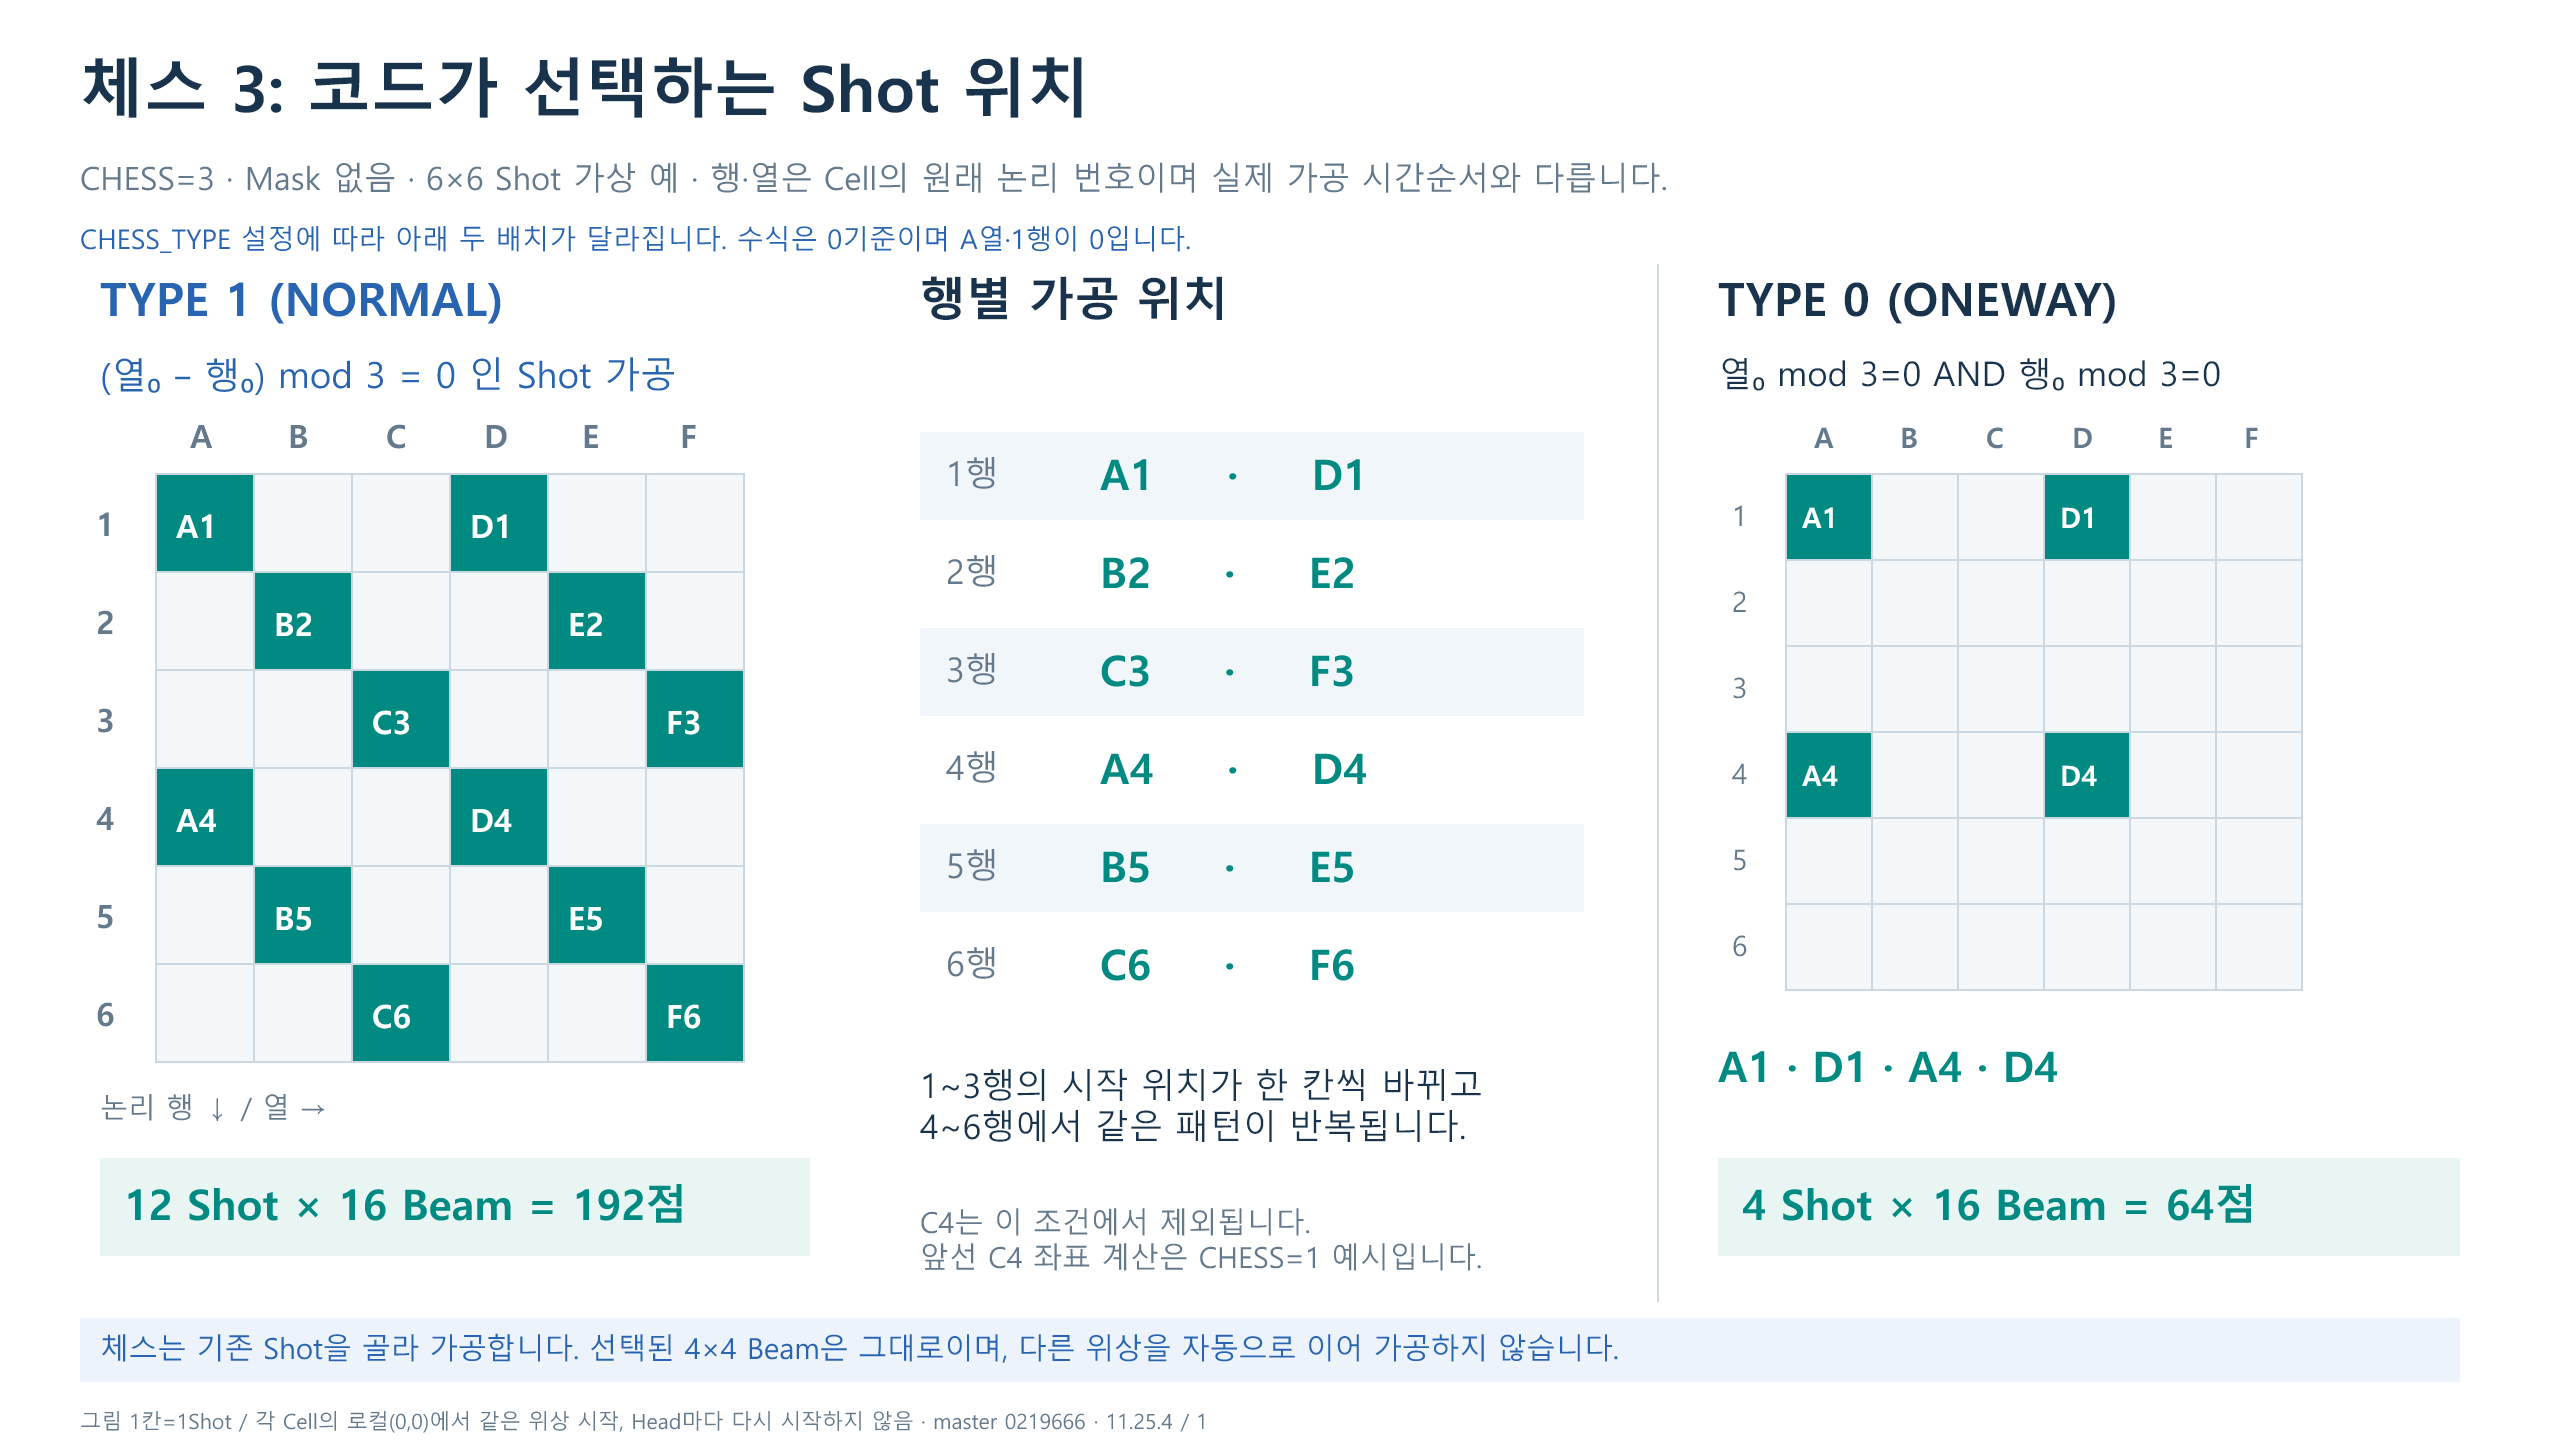 체스 3: 코드가 선택하는 Shot 위치
CHESS=3 · Mask 없음 · 6×6 Shot 가상 예 · 행·열은 Cell의 원래 논리 번호이며 실제 가공 시간순서와 다릅니다.
CHESS_TYPE 설정에 따라 아래 두 배치가 달라집니다. 수식은 0기준이며 A열·1행이 0입니다.
TYPE 1 (NORMAL)
(열₀ − 행₀) mod 3 = 0 인 Shot 가공
A B C D E F
1 A1 D1
2 B2 E2
3 C3 F3
4 A4 D4
5 B5 E5
6 C6 F6
논리 행 ↓ / 열 →
12 Shot × 16 Beam = 192점
행별 가공 위치
1행 A1 · D1
2행 B2 · E2
3행 C3 · F3
4행 A4 · D4
5행 B5 · E5
6행 C6 · F6
1~3행의 시작 위치가 한 칸씩 바뀌고
4~6행에서 같은 패턴이 반복됩니다.
C4는 이 조건에서 제외됩니다.
앞선 C4 좌표 계산은 CHESS=1 예시입니다.
TYPE 0 (ONEWAY)
열₀ mod 3=0 AND 행₀ mod 3=0
A B C D E F
1 A1 D1
2
3
4 A4 D4
5
6
A1 · D1 · A4 · D4
4 Shot × 16 Beam = 64점
체스는 기존 Shot을 골라 가공합니다. 선택된 4×4 Beam은 그대로이며, 다른 위상을 자동으로 이어 가공하지 않습니다.
그림 1칸=1Shot / 각 Cell의 로컬(0,0)에서 같은 위상 시작, Head마다 다시 시작하지 않음 · master 0219666 · 11.25.4 / 1